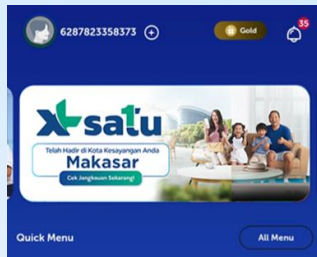 6287823358373
Gold
35
XL satu
Telah Hadir di Kota Kesayangan Anda
Makasar
Cek Jangkauan Sekarang!
Quick Menu
All Menu